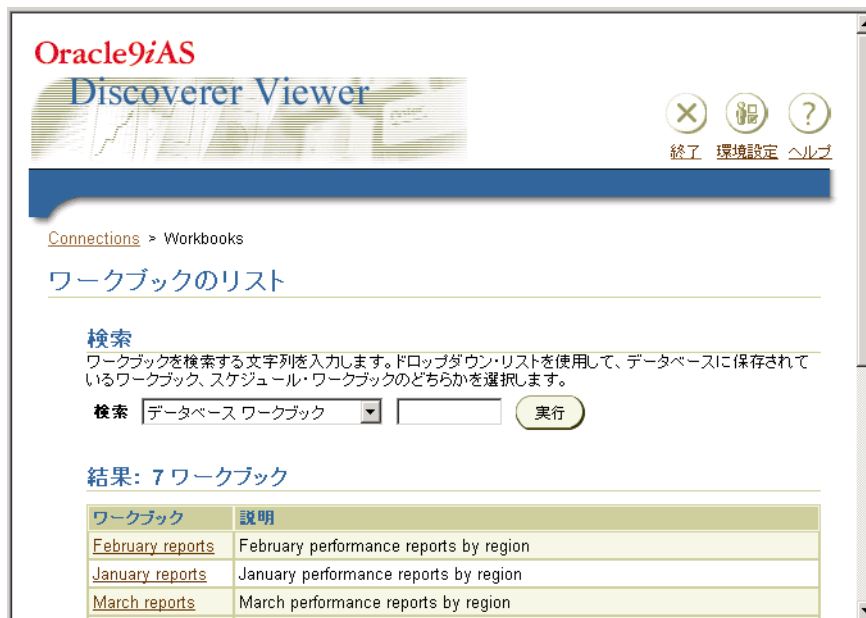 Oracle9iAS
Discoverer Viewer
終了 環境設定 ヘルプ
Connections > Workbooks
ワークブックのリスト
検索
ワークブックを検索する文字列を入力します。ドロップダウン・リストを使用して、データベースに保存されて
いるワークブック、スケジュール・ワークブックのどちらかを選択します。
検索 データベース ワークブック 実行
結果: 7 ワークブック
ワークブック 説明
February reports February performance reports by region
January reports January performance reports by region
March reports March performance reports by region